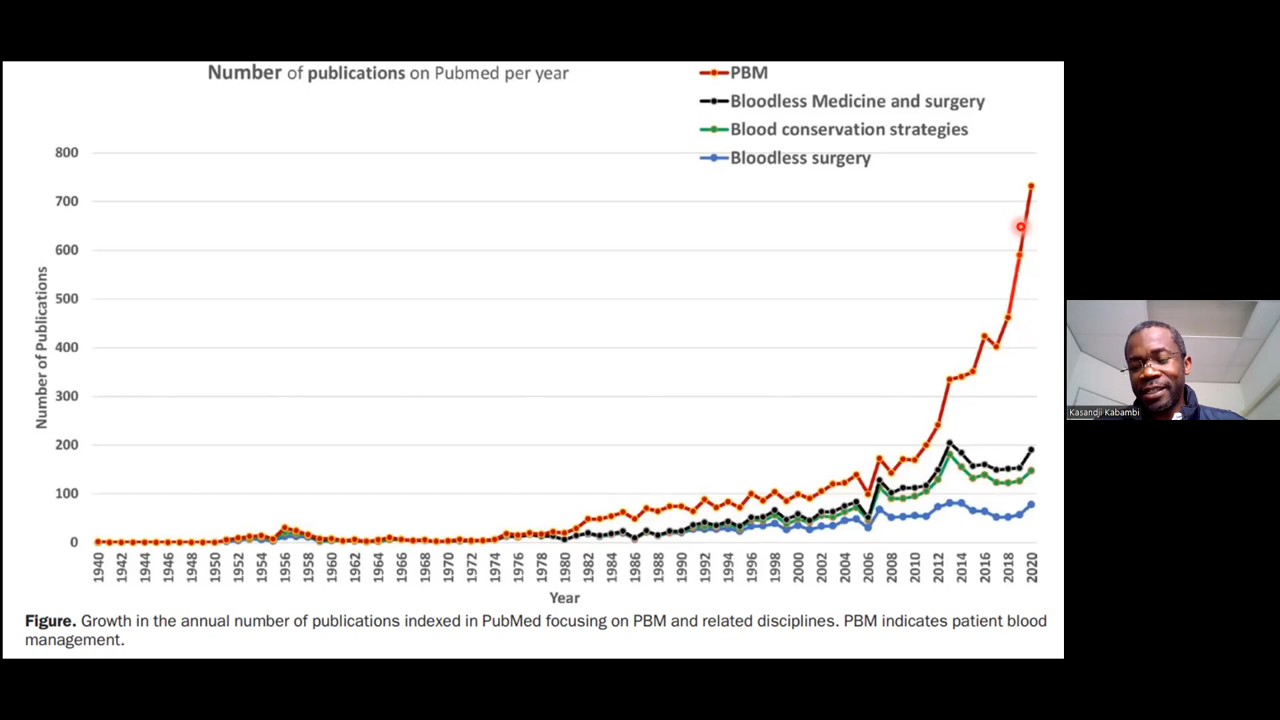 Number of publications on Pubmed per year
PBM
Bloodless Medicine and surgery
Blood conservation strategies
Bloodless surgery
800
700
600
500
400
300
200
100
0
Number of Publications
1940 1942 1944 1946 1948 1950 1952 1954 1956 1958 1960 1962 1964 1966 1968 1970 1972 1974 1976 1978 1980 1982 1984 1986 1988 1990 1992 1994 1996 1998 2000 2002 2004 2006 2008 2010 2012 2014 2016 2018 2020
Year
Figure. Growth in the annual number of publications indexed in PubMed focusing on PBM and related disciplines. PBM indicates patient blood
management.
Kasandji Kabambi